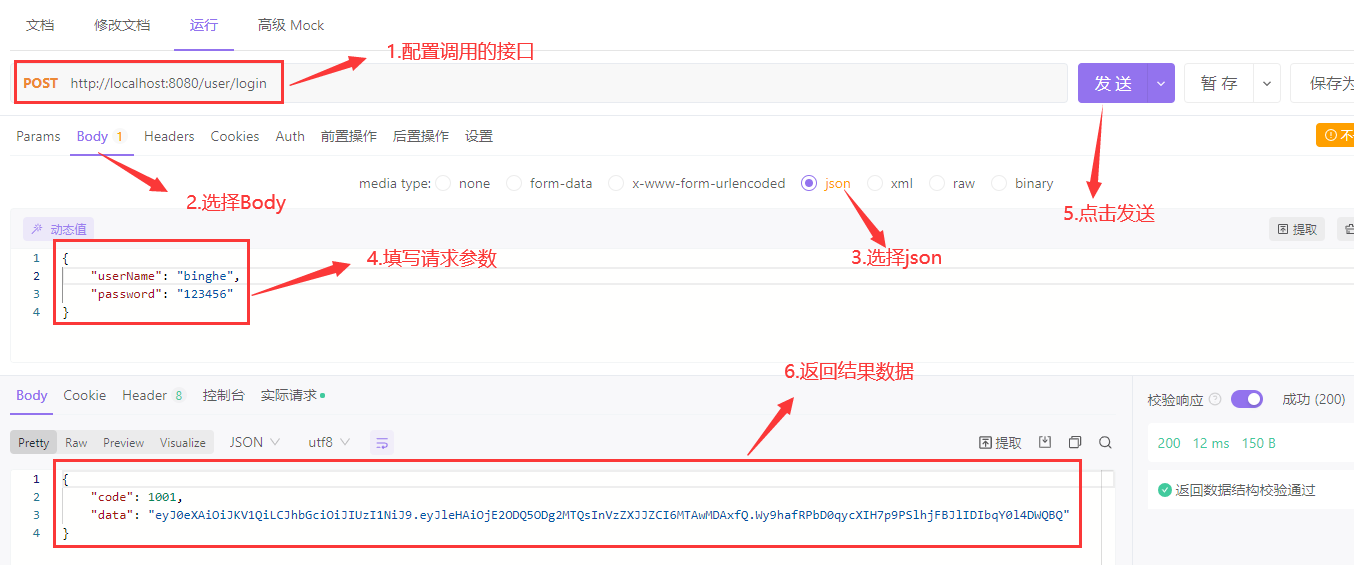 文档 修改文档 运行 高级 Mock
1.配置调用的接口
POST http://localhost:8080/user/login 发 送 暂 存 保存为
Params Body 1 Headers Cookies Auth 前置操作 后置操作 设置 不
2.选择Body
media type: none form-data x-www-form-urlencoded json xml raw binary
5.点击发送
动态值 提取
3.选择json
4.填写请求参数
1 {
2 "userName": "binghe",
3 "password": "123456"
4 }
6.返回结果数据
Body Cookie Header 8 控制台 实际请求 校验响应 ? 成功 (200)
Pretty Raw Preview Visualize JSON utf8 提取 200 12 ms 150 B
1 {
2 "code": 1001,
3 "data": "eyJ0eXAiOiJKV1QiLCJhbGciOiJIUzI1NiJ9.eyJleHAiOjE2ODQ5ODg2MTQsInVzZXJJZCI6MTAwMDAxfQ.Wy9hafRPbD0qycXIH7p9PSlhjFBJlIDIbqY0l4DWQBQ"
4 }
返回数据结构校验通过